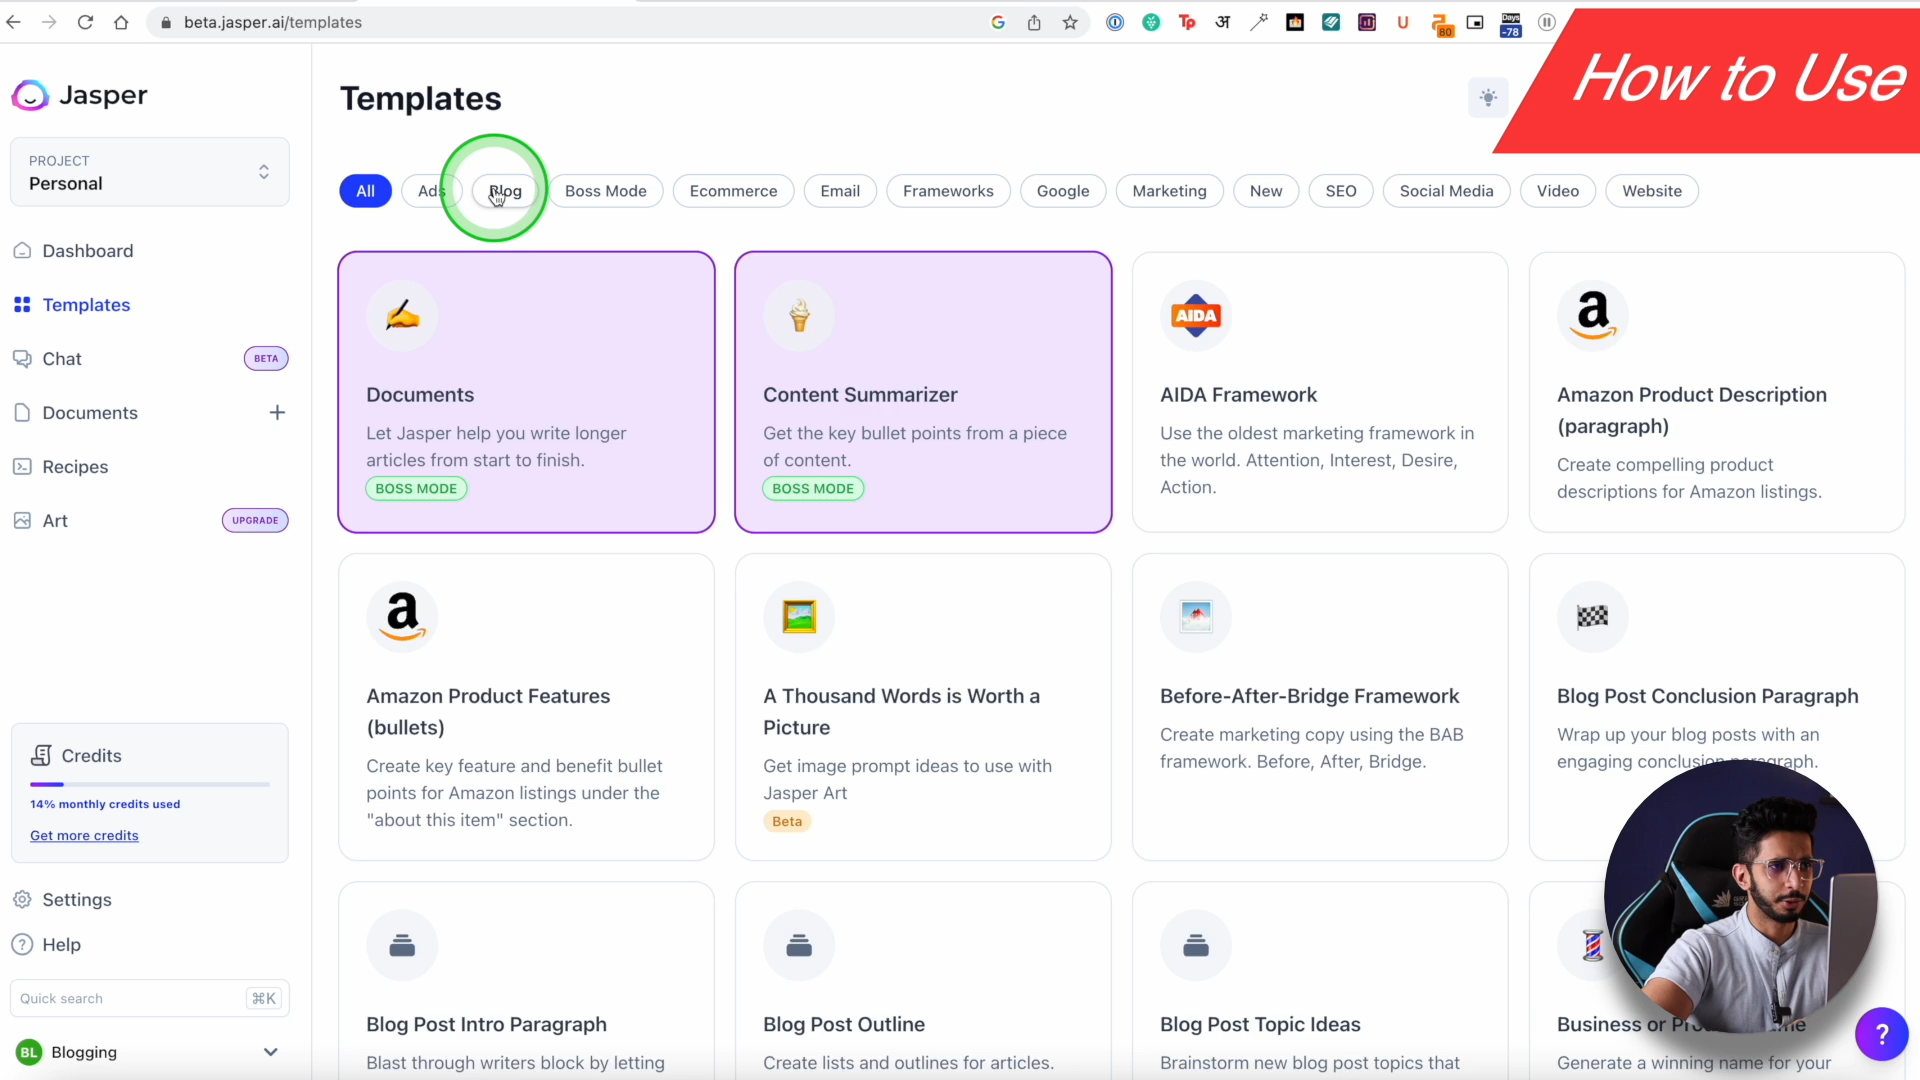 beta.jasper.ai/templates
Tp
अ
U
80
Days
-78
How to Use
Jasper
Templates
PROJECT
Personal
All
Ads
Blog
Boss Mode
Ecommerce
Email
Frameworks
Google
Marketing
New
SEO
Social Media
Video
Website
Dashboard
Templates
Chat
BETA
Documents
Recipes
Art
UPGRADE
Documents
Let Jasper help you write longer
articles from start to finish.
BOSS MODE
Content Summarizer
Get the key bullet points from a piece
of content.
BOSS MODE
AIDA
AIDA Framework
Use the oldest marketing framework in
the world. Attention, Interest, Desire,
Action.
a
Amazon Product Description
(paragraph)
Create compelling product
descriptions for Amazon listings.
a
Amazon Product Features
(bullets)
Create key feature and benefit bullet
points for Amazon listings under the
"about this item" section.
A Thousand Words is Worth a
Picture
Get image prompt ideas to use with
Jasper Art
Beta
Before-After-Bridge Framework
Create marketing copy using the BAB
framework. Before, After, Bridge.
Blog Post Conclusion Paragraph
Wrap up your blog posts with an
engaging conclusion paragraph.
Credits
14% monthly credits used
Get more credits
Settings
Help
Quick search
⌘K
BL
Blogging
Blog Post Intro Paragraph
Blast through writers block by letting
Blog Post Outline
Create lists and outlines for articles.
Blog Post Topic Ideas
Brainstorm new blog post topics that
Business or
Generate a winning name for your
?